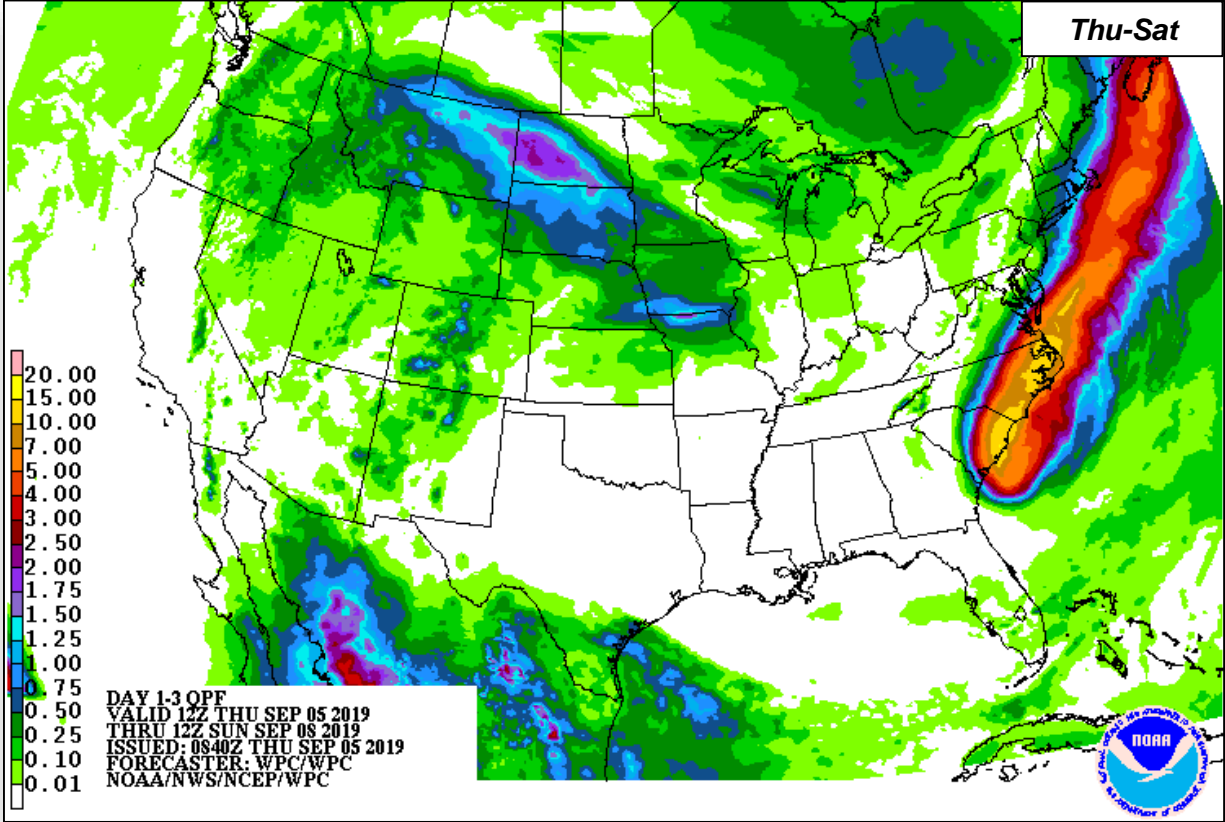 Thu-Sat
20.00
15.00
10.00
7.00
5.00
4.00
3.00
2.50
2.00
1.75
1.50
1.25
1.00
0.75
0.50
0.25
0.10
0.01
DAY 1-3 QPF
VALID 12Z THU SEP 05 2019
THRU 12Z SUN SEP 08 2019
ISSUED: 0840Z THU SEP 05 2019
FORECASTER: WPC/WPC
NOAA/NWS/NCEP/WPC
NOAA